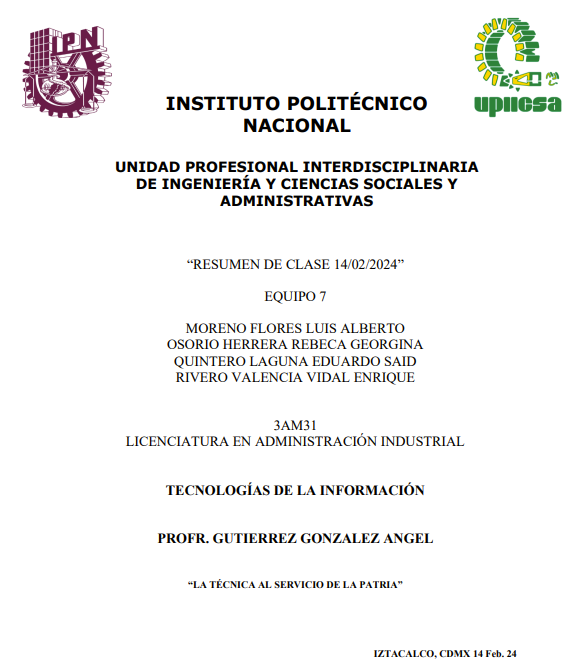 IPN
upiicsa
INSTITUTO POLITÉCNICO
NACIONAL
UNIDAD PROFESIONAL INTERDISCIPLINARIA
DE INGENIERÍA Y CIENCIAS SOCIALES Y
ADMINISTRATIVAS
“RESUMEN DE CLASE 14/02/2024”
EQUIPO 7
MORENO FLORES LUIS ALBERTO
OSORIO HERRERA REBECA GEORGINA
QUINTERO LAGUNA EDUARDO SAID
RIVERO VALENCIA VIDAL ENRIQUE
3AM31
LICENCIATURA EN ADMINISTRACIÓN INDUSTRIAL
TECNOLOGÍAS DE LA INFORMACIÓN
PROFR. GUTIERREZ GONZALEZ ANGEL
“LA TÉCNICA AL SERVICIO DE LA PATRIA”
IZTACALCO, CDMX 14 Feb. 24